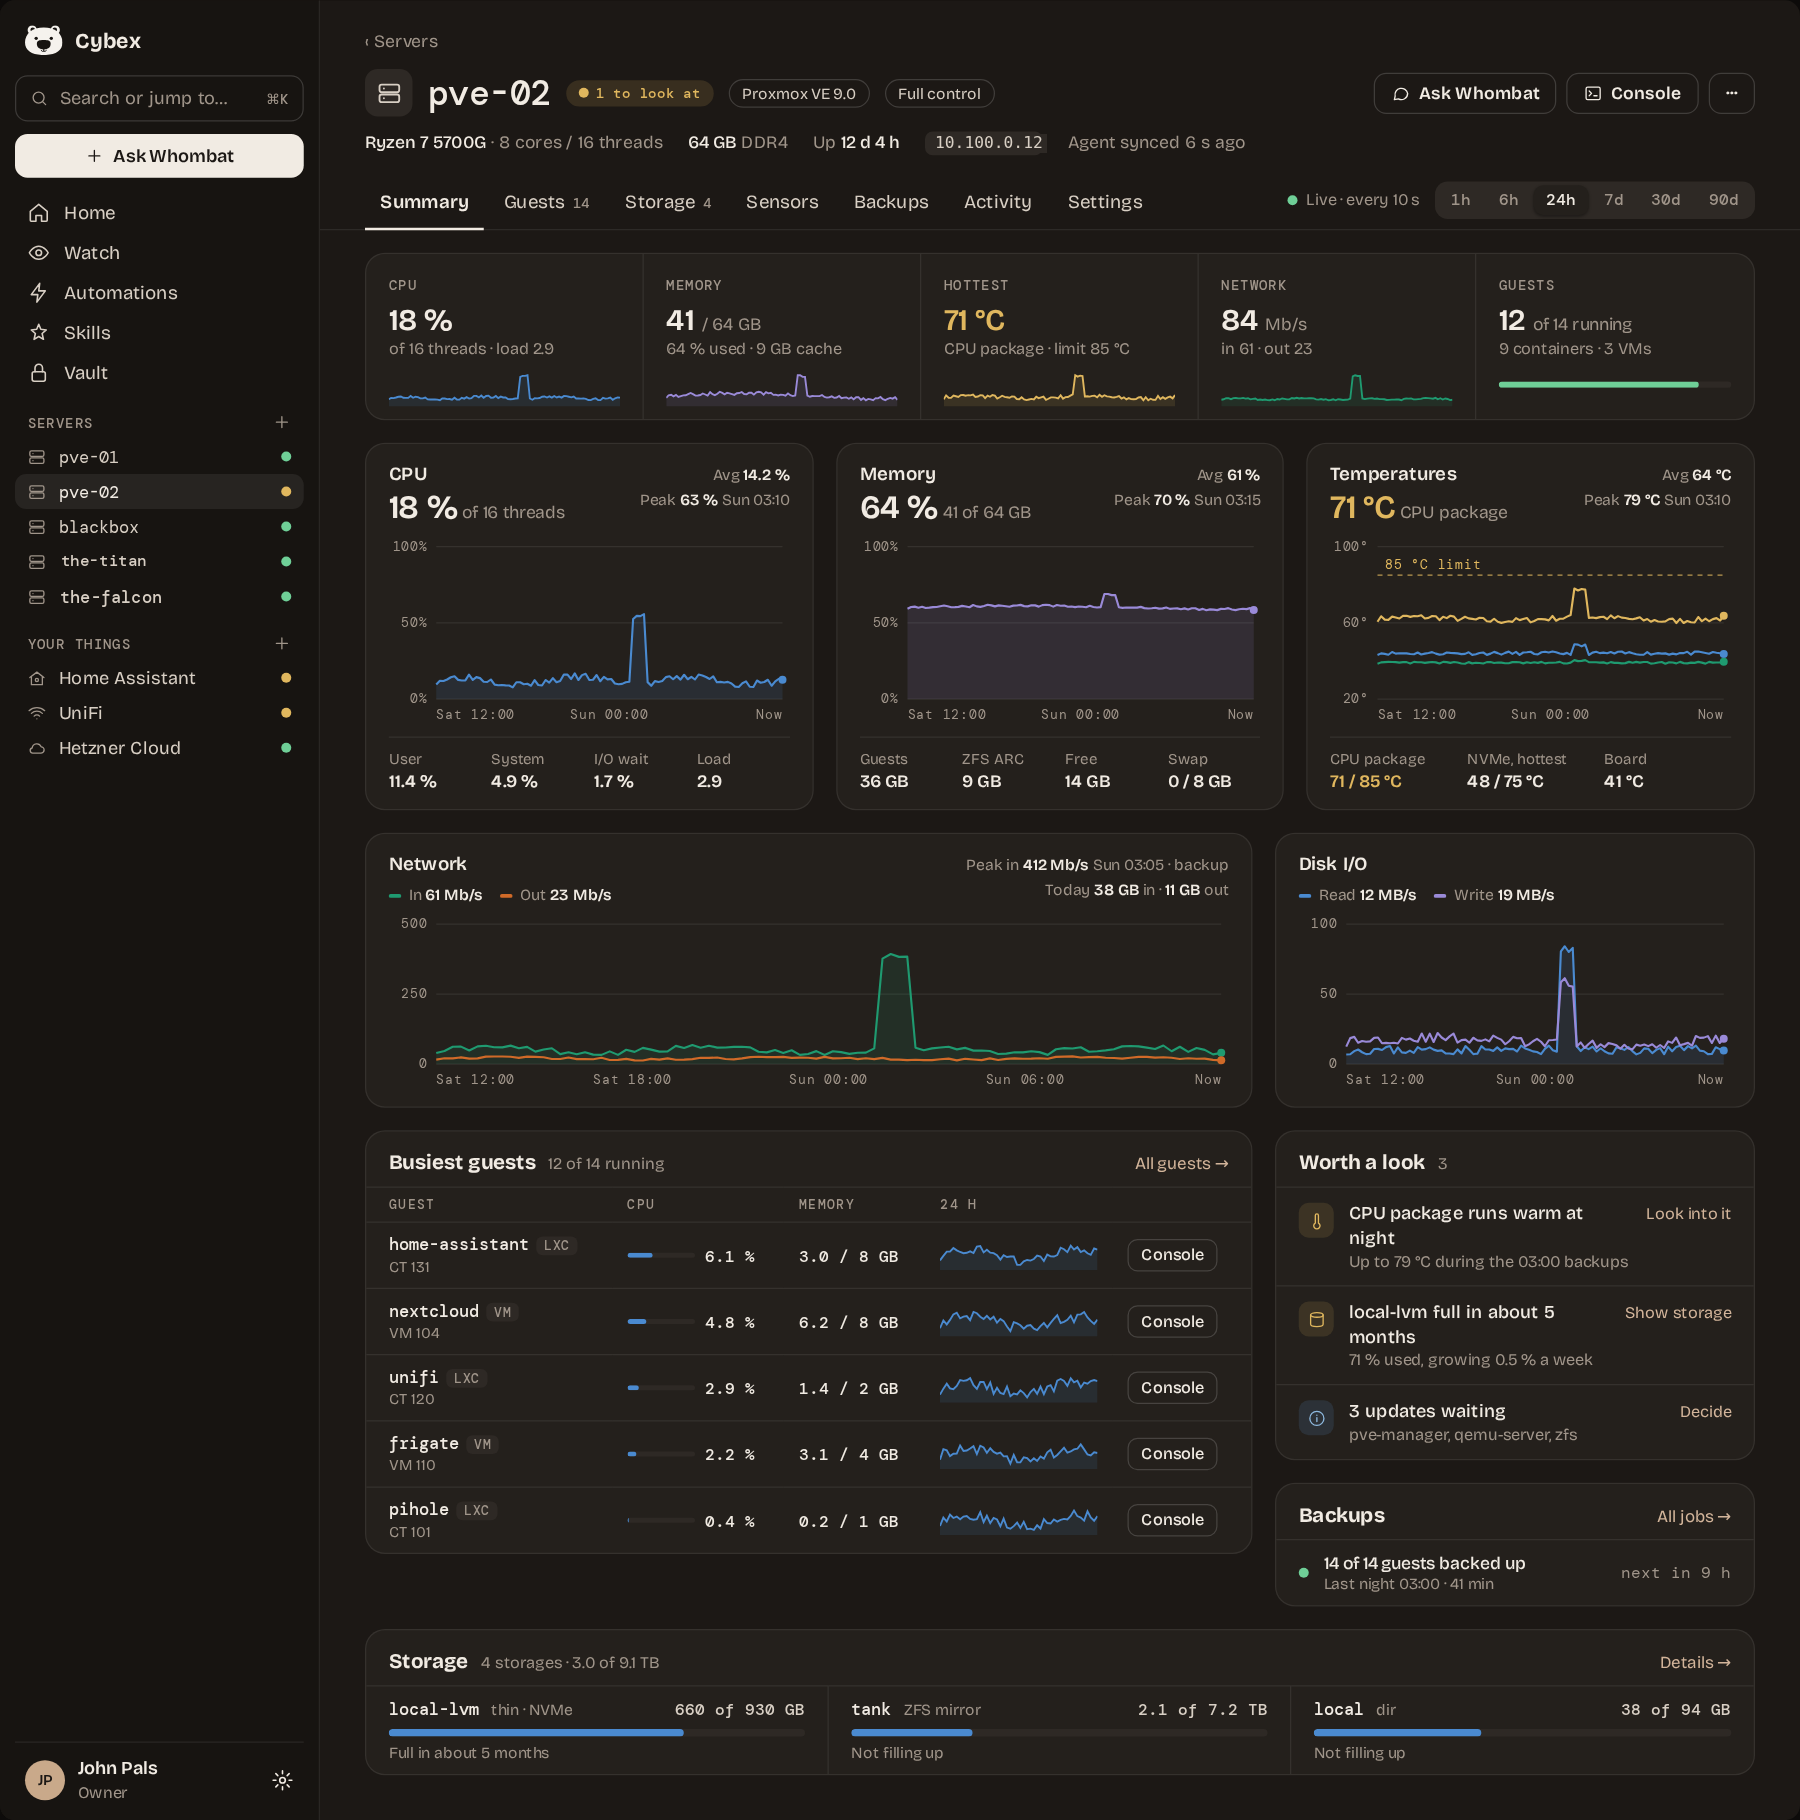 Cybex
Search or jump to... ⌘K
+ Ask Whombat
Home
Watch
Automations
Skills
Vault
SERVERS +
pve-01
pve-02
blackbox
the-titan
the-falcon
YOUR THINGS +
Home Assistant
UniFi
Hetzner Cloud
JP
John Pals
Owner
‹ Servers
pve-02 1 to look at Proxmox VE 9.0 Full control
Ask Whombat Console ···
Ryzen 7 5700G · 8 cores / 16 threads 64 GB DDR4 Up 12 d 4 h 10.100.0.12 Agent synced 6 s ago
Summary Guests 14 Storage 4 Sensors Backups Activity Settings
Live · every 10 s 1h 6h 24h 7d 30d 90d
CPU
18 %
of 16 threads · load 2.9
MEMORY
41 / 64 GB
64 % used · 9 GB cache
HOTTEST
71 °C
CPU package · limit 85 °C
NETWORK
84 Mb/s
in 61 · out 23
GUESTS
12 of 14 running
9 containers · 3 VMs
CPU
18 % of 16 threads
Avg 14.2 %
Peak 63 % Sun 03:10
100%
50%
0%
Sat 12:00 Sun 00:00 Now
User System I/O wait Load
11.4 % 4.9 % 1.7 % 2.9
Memory
64 % 41 of 64 GB
Avg 61 %
Peak 70 % Sun 03:15
100%
50%
0%
Sat 12:00 Sun 00:00 Now
Guests ZFS ARC Free Swap
36 GB 9 GB 14 GB 0 / 8 GB
Temperatures
71 °C CPU package
Avg 64 °C
Peak 79 °C Sun 03:10
100°
85 °C limit
60°
20°
Sat 12:00 Sun 00:00 Now
CPU package NVMe, hottest Board
71 / 85 °C 48 / 75 °C 41 °C
Network
In 61 Mb/s Out 23 Mb/s
Peak in 412 Mb/s Sun 03:05 · backup
Today 38 GB in · 11 GB out
500
250
0
Sat 12:00 Sat 18:00 Sun 00:00 Sun 06:00 Now
Disk I/O
Read 12 MB/s Write 19 MB/s
100
50
0
Sat 12:00 Sun 00:00 Now
Busiest guests 12 of 14 running All guests →
GUEST CPU MEMORY 24 H
home-assistant LXC 6.1 % 3.0 / 8 GB Console
CT 131
nextcloud VM 4.8 % 6.2 / 8 GB Console
VM 104
unifi LXC 2.9 % 1.4 / 2 GB Console
CT 120
frigate VM 2.2 % 3.1 / 4 GB Console
VM 110
pihole LXC 0.4 % 0.2 / 1 GB Console
CT 101
Worth a look 3
CPU package runs warm at Look into it
night
Up to 79 °C during the 03:00 backups
local-lvm full in about 5 Show storage
months
71 % used, growing 0.5 % a week
3 updates waiting Decide
pve-manager, qemu-server, zfs
Backups All jobs →
14 of 14 guests backed up next in 9 h
Last night 03:00 · 41 min
Storage 4 storages · 3.0 of 9.1 TB Details →
local-lvm thin · NVMe 660 of 930 GB
Full in about 5 months
tank ZFS mirror 2.1 of 7.2 TB
Not filling up
local dir 38 of 94 GB
Not filling up